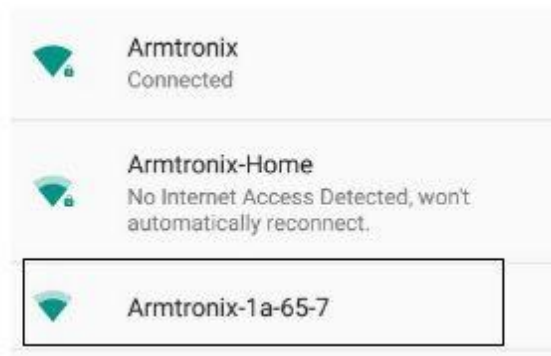 Armtronix
Connected
Armtronix-Home
No Internet Access Detected, won't
automatically reconnect.
Armtronix-1a-65-7